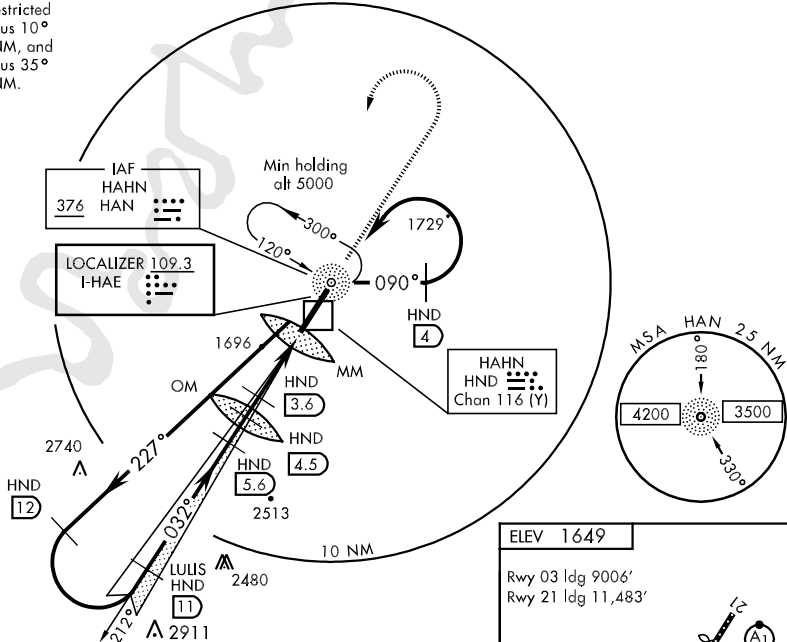 estricted
us 10°
NM, and
us 35°
NM.
IAF
HAHN
376 HAN
Min holding
alt 5000
300°
120°
1729
LOCALIZER 109.3
I-HAE
090°
HND
4
1696
MM
HAHN
HND
Chan 116 (Y)
OM
HND
3.6
HND
4.5
HND
5.6
2513
2740
227°
HND
12
032°
10 NM
LULIS
HND
11
2480
212°
2911
MSA HAN 25 NM
180°
4200
3500
330°
ELEV 1649
Rwy 03 ldg 9006'
Rwy 21 ldg 11,483'
21
A1